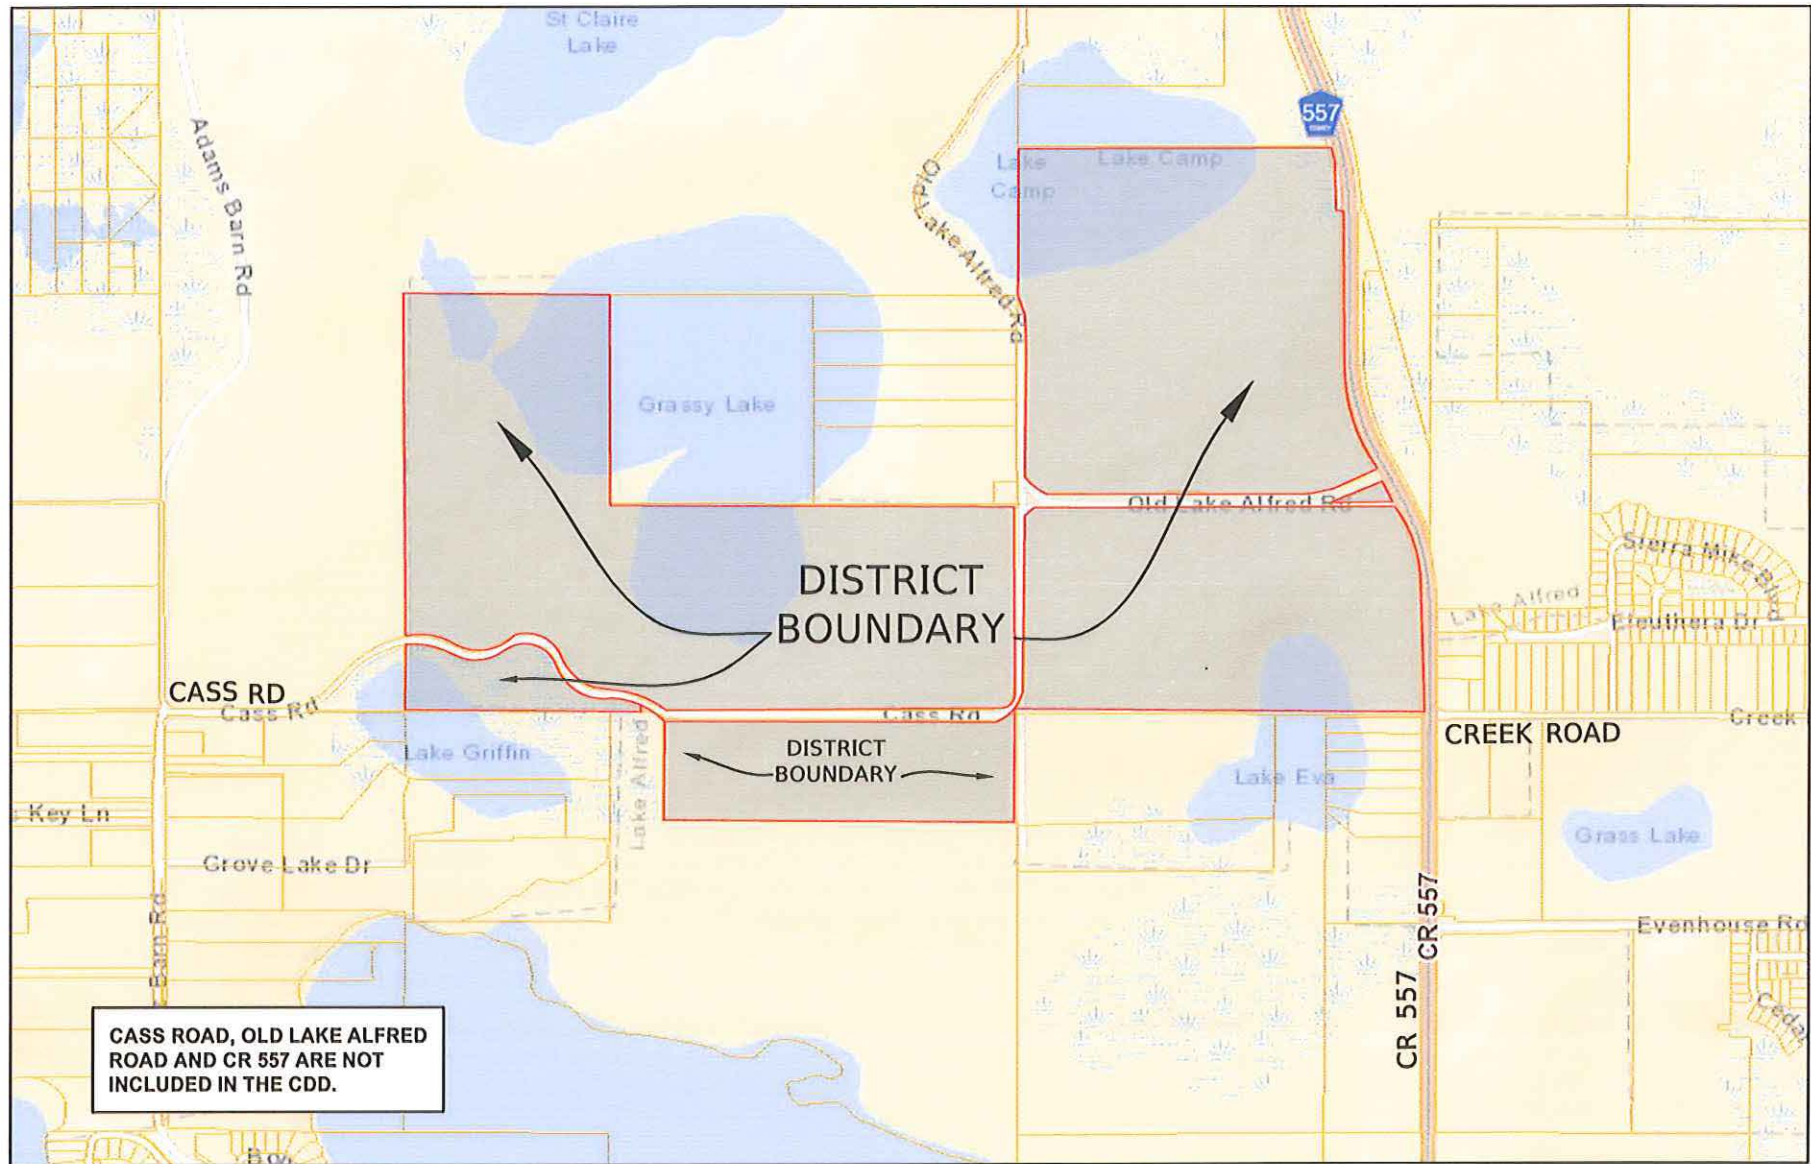 St Claire
Lake
557
COUNTY
Adams Barn Rd
Lake
Camp
Lake Camp
Old Lake Alfred Rd
Grassy Lake
Old Lake Alfred Rd
DISTRICT
BOUNDARY
Sierra Mike Blvd
Lake Alfred
Eleuthera Dr
CASS RD
Cass Rd
Cass Rd
Creek
CREEK ROAD
Lake Griffin
Lake Alfred
DISTRICT
BOUNDARY
Lake Eva
Key Ln
Grass Lake
Grove Lake Dr
Barn Rd
CR 557
CR 557
Evenhouse Rd
Cedar
CASS ROAD, OLD LAKE ALFRED
ROAD AND CR 557 ARE NOT
INCLUDED IN THE CDD.